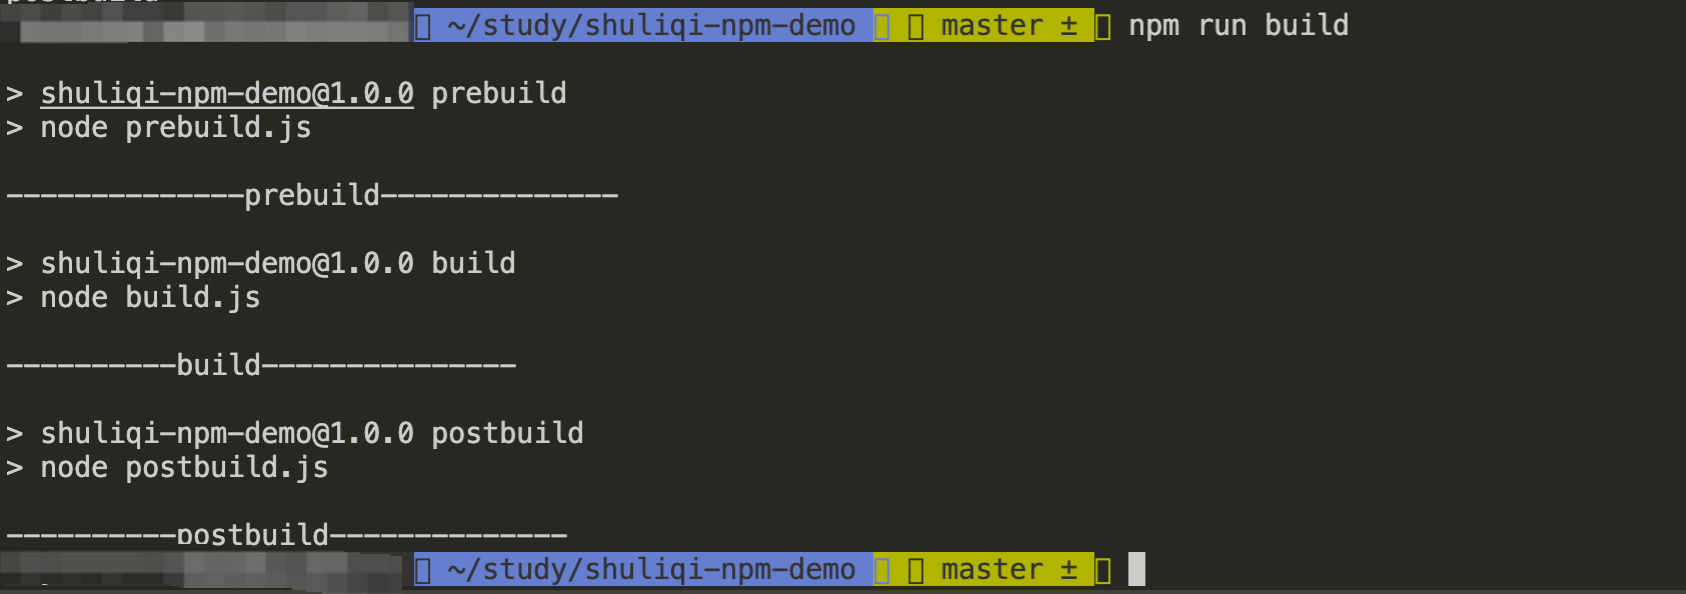 ~/study/shuliqi-npm-demo master ± npm run build
> shuliqi-npm-demo@1.0.0 prebuild
> node prebuild.js
--------------prebuild--------------
> shuliqi-npm-demo@1.0.0 build
> node build.js
----------build---------------
> shuliqi-npm-demo@1.0.0 postbuild
> node postbuild.js
----------postbuild--------------
~/study/shuliqi-npm-demo master ±